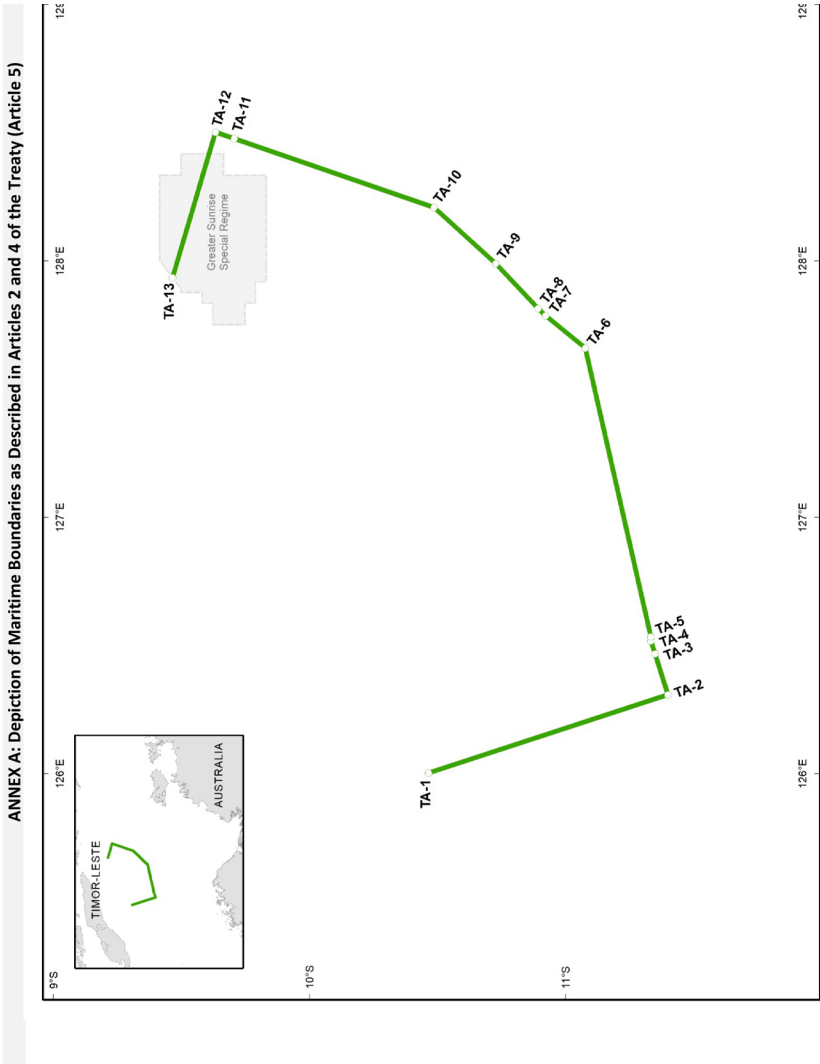 ANNEX A: Depiction of Maritime Boundaries as Described in Articles 2 and 4 of the Treaty (Article 5)
126°E
127°E
128°E
9°S
10°S
11°S
126°E
127°E
128°E
TIMOR-LESTE
AUSTRALIA
Greater Sunrise
Special Regime
TA-1
TA-2
TA-3
TA-4
TA-5
TA-6
TA-7
TA-8
TA-9
TA-10
TA-11
TA-12
TA-13